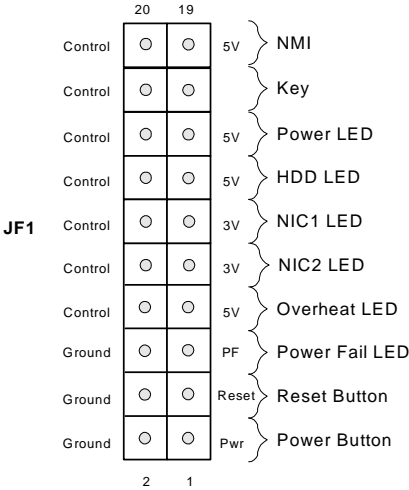 20 19
Control 5V NMI
Control Key
Control 5V Power LED
Control 5V HDD LED
JF1 Control 3V NIC1 LED
Control 3V NIC2 LED
Control 5V Overheat LED
Ground PF Power Fail LED
Ground Reset Reset Button
Ground Pwr Power Button
2 1